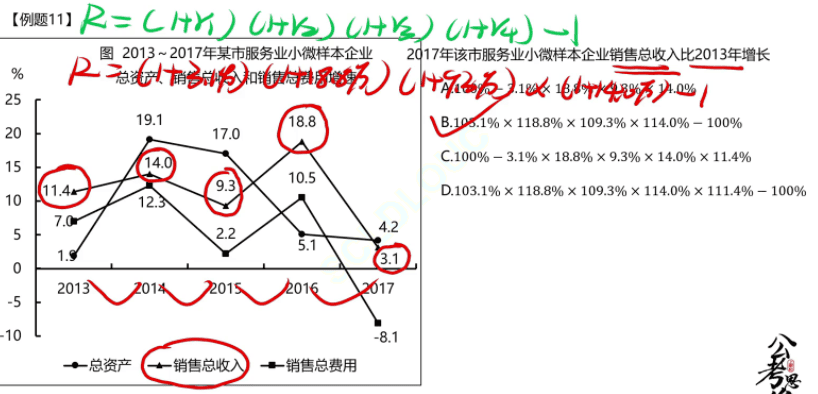 【例题11】 R=(1+r₁)(1+r₂)(1+r₃)(1+r₄)-1
图 2013~2017年某市服务业小微样本企业
总资产、销售总收入和销售总费用增速
R=(1+3.1%)(1+18.8%)(1+9.3%)×(1+14.0%)-1
%
25
20
15
10
5
0
-5
-10
19.1
17.0
18.8
14.0
11.4
12.3
9.3
10.5
7.0
1.9
2.2
5.1
4.2
3.1
-8.1
2013 2014 2015 2016 2017
总资产 销售总收入 销售总费用
2017年该市服务业小微样本企业销售总收入比2013年增长
A.100%-3.1%×18.8%×9.3%×14.0%
B.103.1%×118.8%×109.3%×114.0%-100%
C.100%-3.1%×18.8%×9.3%×14.0%×11.4%
D.103.1%×118.8%×109.3%×114.0%×111.4%-100%
公考思